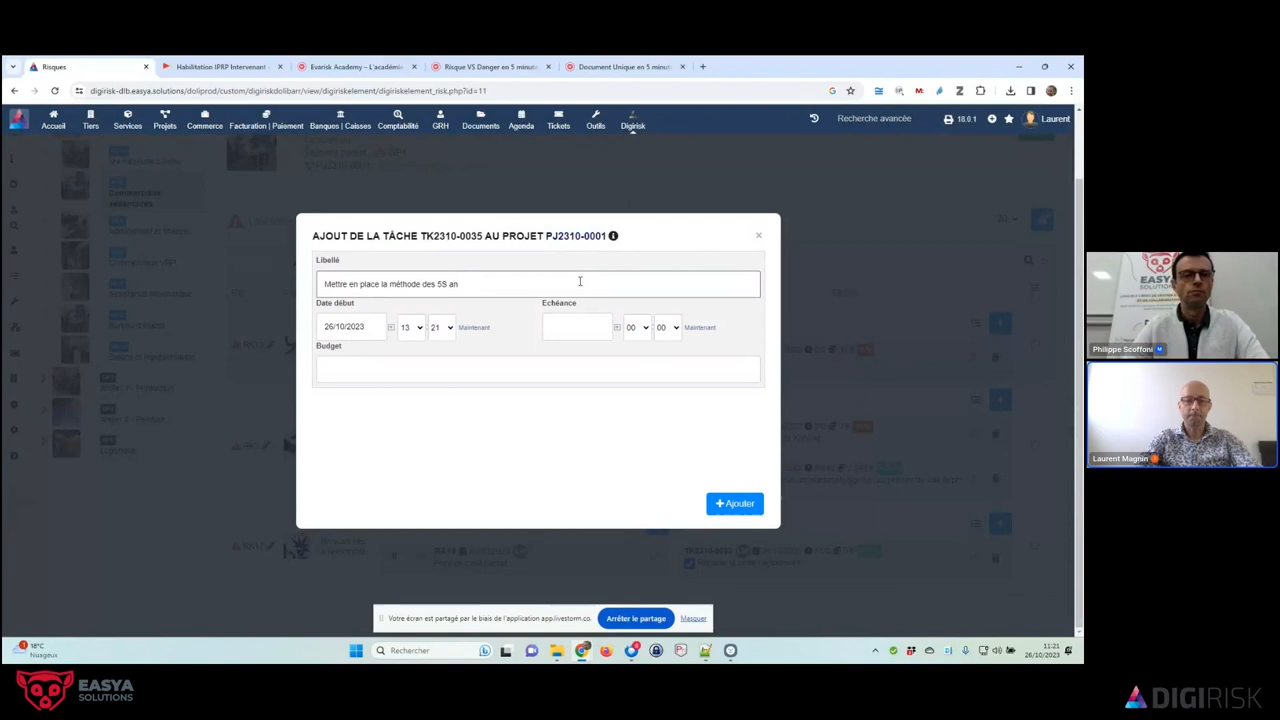 Risques
Habilitation IPRP Intervenant
Evarisk Academy – L'académie
Risque VS Danger en 5 minute
Document Unique en 5 minut
digirisk-dlb.easya.solutions/doliprod/custom/digiriskdolibarr/view/digiriskelement/digiriskelement_risk.php?id=11
Accueil
Tiers
Services
Projets
Commerce
Facturation | Paiement
Banques | Caisses
Comptabilité
GRH
Documents
Agenda
Tickets
Outils
Digirisk
Recherche avancée
18.0.1
Laurent
AJOUT DE LA TÂCHE TK2310-0035 AU PROJET PJ2310-0001
Libellé
Mettre en place la méthode des 5S an
Date début
Echéance
26/10/2023
13
:
21
Maintenant
00
:
00
Maintenant
Budget
+ Ajouter
EASYA
SOLUTIONS
Philippe Scoffoni
Laurent Magnin
Votre écran est partagé par le biais de l'application app.livestorm.co.
Arrêter le partage
Masquer
18°C
Nuageux
Rechercher
11:21
26/10/2023
EASYA
SOLUTIONS
DIGIRISK